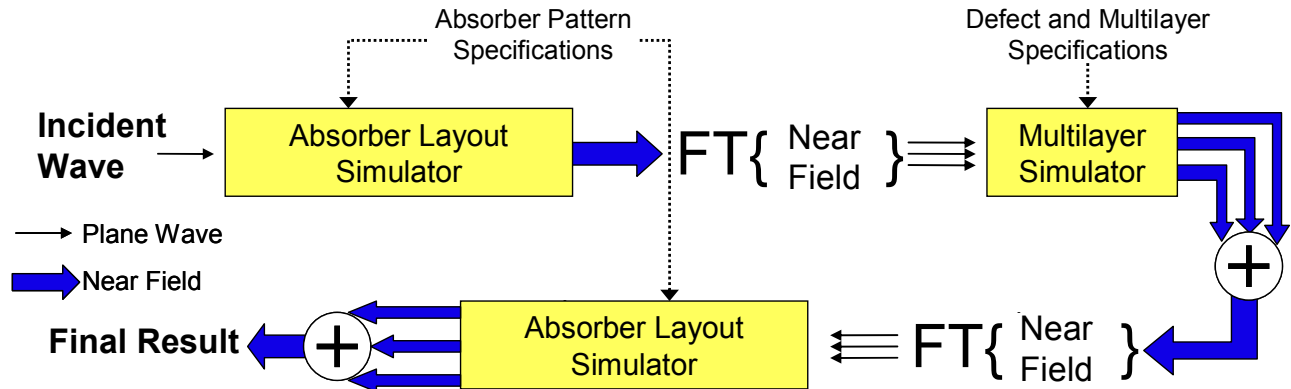 Absorber Pattern
Specifications
Defect and Multilayer
Specifications
Incident
Wave
Absorber Layout
Simulator
FT{ Near
Field }
Multilayer
Simulator
Plane Wave
Near Field
+
Final Result
+
Absorber Layout
Simulator
FT{ Near
Field }